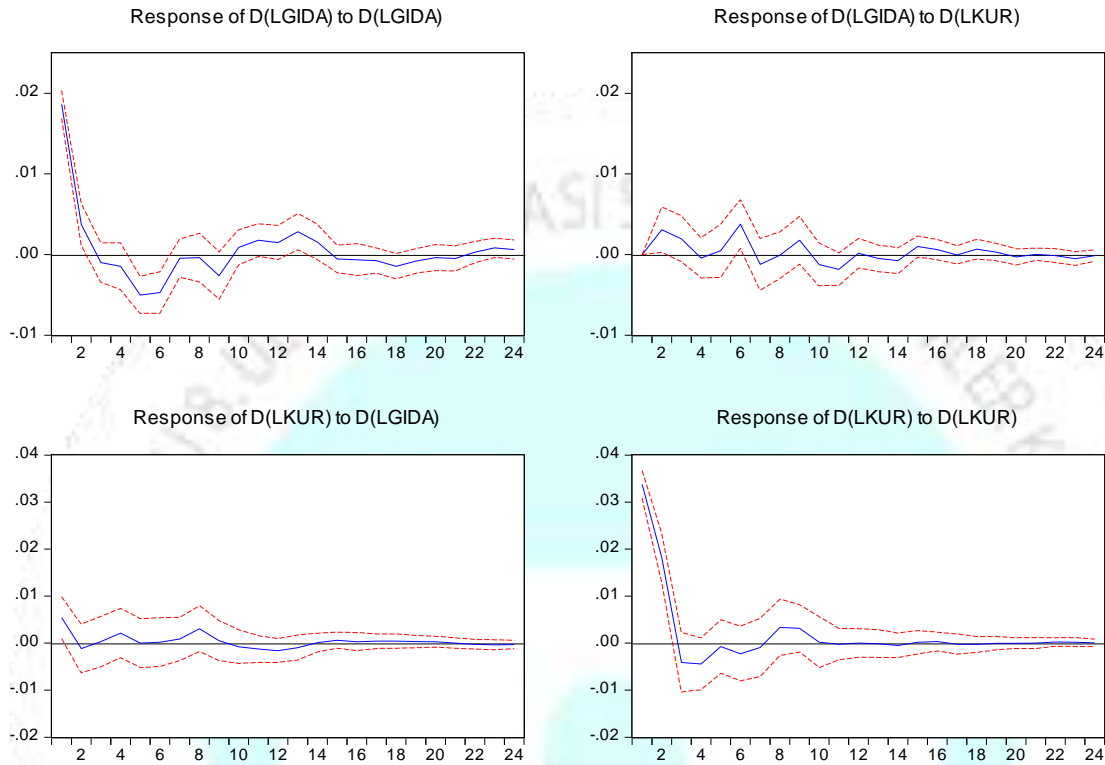 Response of D(LGIDA) to D(LGIDA)
Response of D(LGIDA) to D(LKUR)
.02
.01
.00
-.01
2 4 6 8 10 12 14 16 18 20 22 24
.02
.01
.00
-.01
2 4 6 8 10 12 14 16 18 20 22 24
Response of D(LKUR) to D(LGIDA)
Response of D(LKUR) to D(LKUR)
.04
.03
.02
.01
.00
-.01
-.02
2 4 6 8 10 12 14 16 18 20 22 24
.04
.03
.02
.01
.00
-.01
-.02
2 4 6 8 10 12 14 16 18 20 22 24